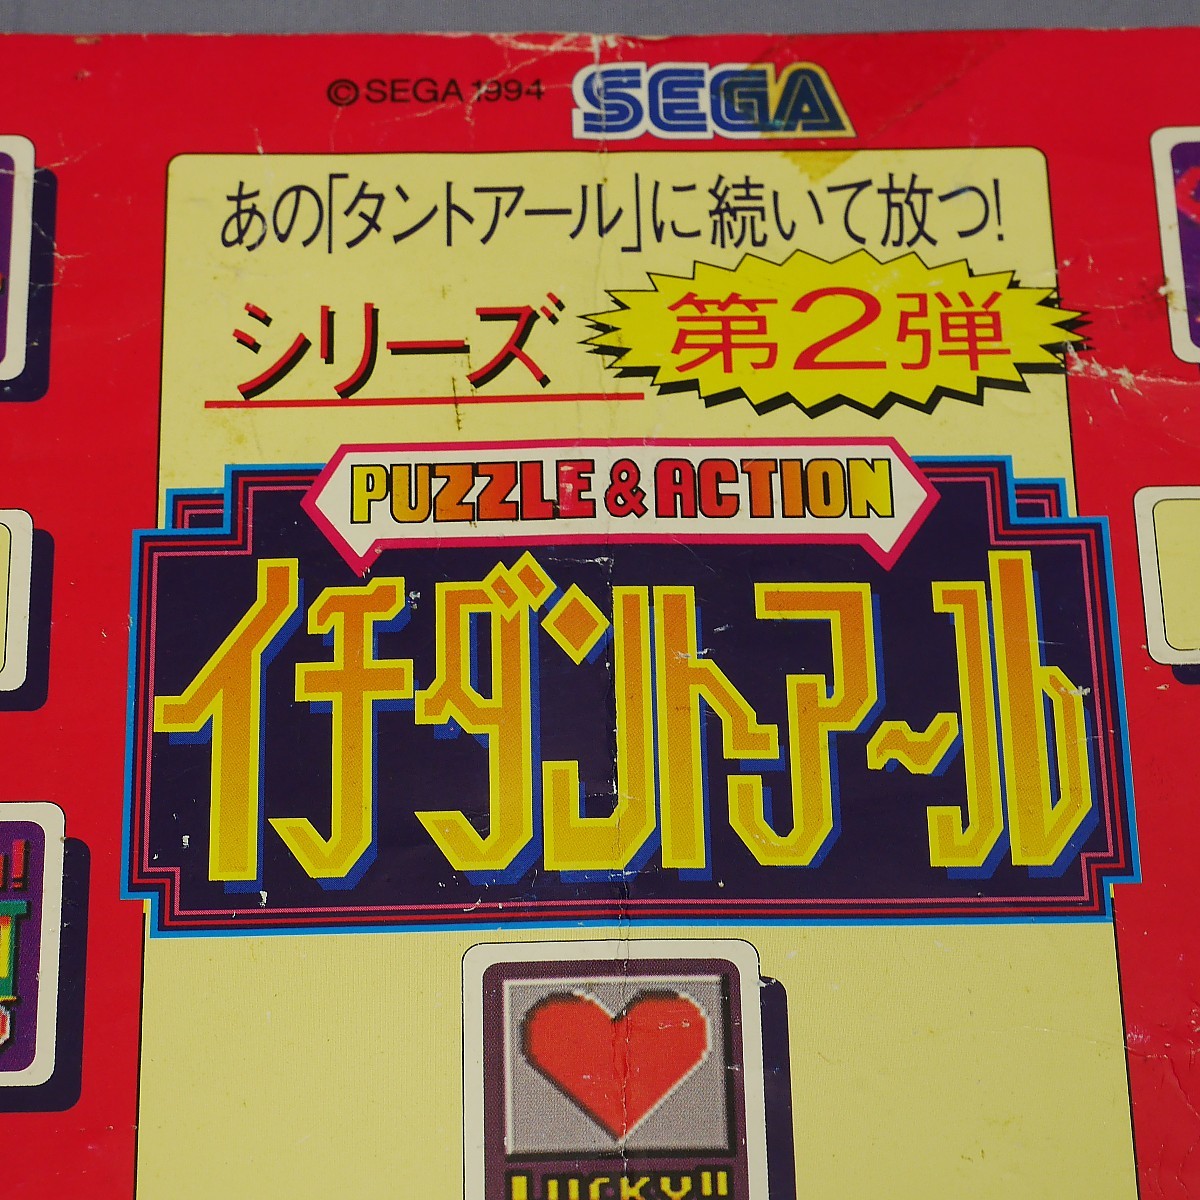 ©SEGA 1994 SEGA
あの「タントアール」に続いて放つ!
シリーズ 第2弾
PUZZLE & ACTION
イチダントアール
LUCKY!!